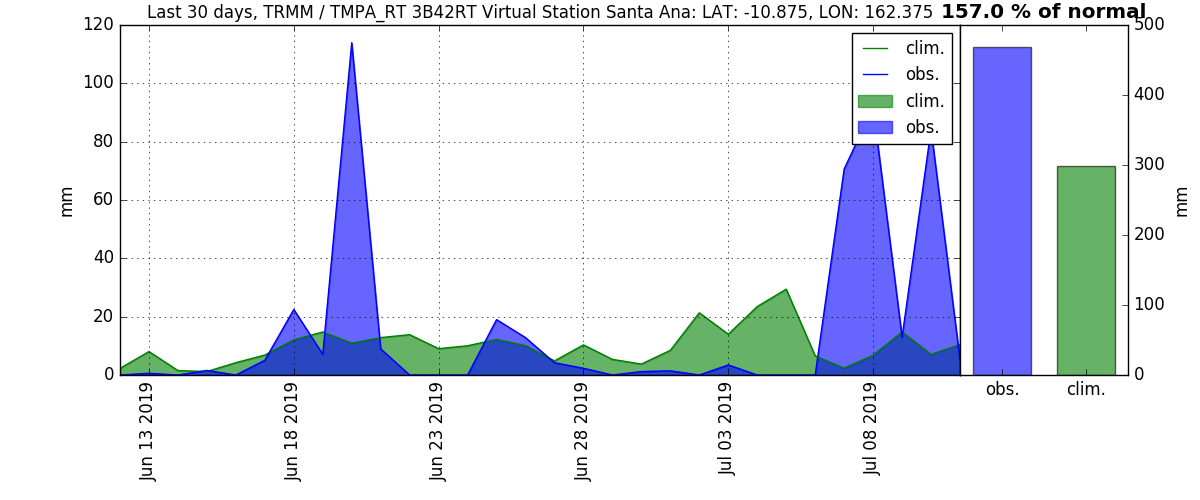 Last 30 days, TRMM / TMPA_RT 3B42RT Virtual Station Santa Ana: LAT: -10.875, LON: 162.375 157.0 % of normal
120
100
80
60
40
20
0
mm
clim.
obs.
clim.
obs.
500
400
300
200
100
0
mm
obs.
clim.
Jun 13 2019
Jun 18 2019
Jun 23 2019
Jun 28 2019
Jul 03 2019
Jul 08 2019